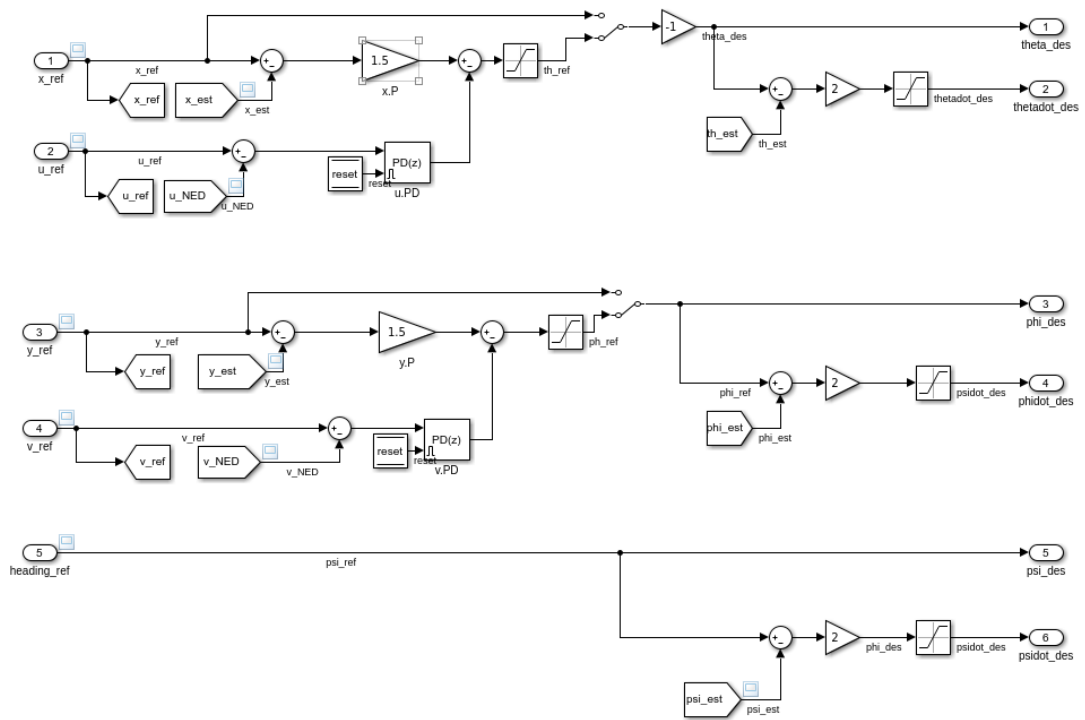 1
x_ref
x_ref
x_ref
x_est
x_est
+
-
1.5
x.P
+
-
th_ref
-1
theta_des
1
theta_des
+
-
2
thetadot_des
2
thetadot_des
th_est
th_est
2
u_ref
u_ref
u_ref
u_NED
u_NED
+
-
reset
reset
PD(z)
u.PD
3
y_ref
y_ref
y_ref
y_est
y_est
+
-
1.5
y.P
+
-
ph_ref
3
phi_des
phi_ref
+
-
2
psidot_des
4
phidot_des
phi_est
phi_est
4
v_ref
v_ref
v_ref
v_NED
v_NED
+
-
reset
reset
PD(z)
v.PD
5
heading_ref
psi_ref
5
psi_des
+
-
2
phi_des
psidot_des
6
psidot_des
psi_est
psi_est